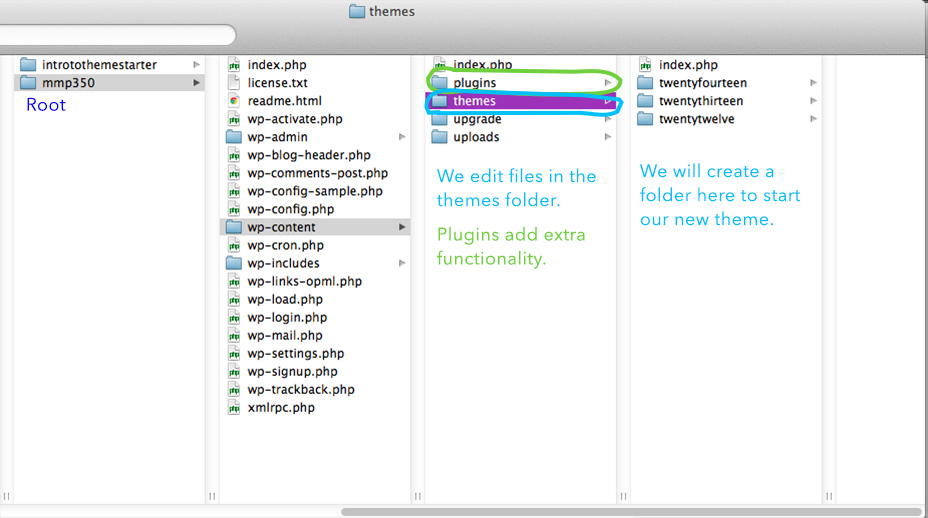 themes
introtothemestarter
mmp350
Root
index.php
license.txt
readme.html
wp-activate.php
wp-admin
wp-blog-header.php
wp-comments-post.php
wp-config-sample.php
wp-config.php
wp-content
wp-cron.php
wp-includes
wp-links-opml.php
wp-load.php
wp-login.php
wp-mail.php
wp-settings.php
wp-signup.php
wp-trackback.php
xmlrpc.php
index.php
plugins
themes
upgrade
uploads
We edit files in the
themes folder.
Plugins add extra
functionality.
index.php
twentyfourteen
twentythirteen
twentytwelve
We will create a
folder here to start
our new theme.